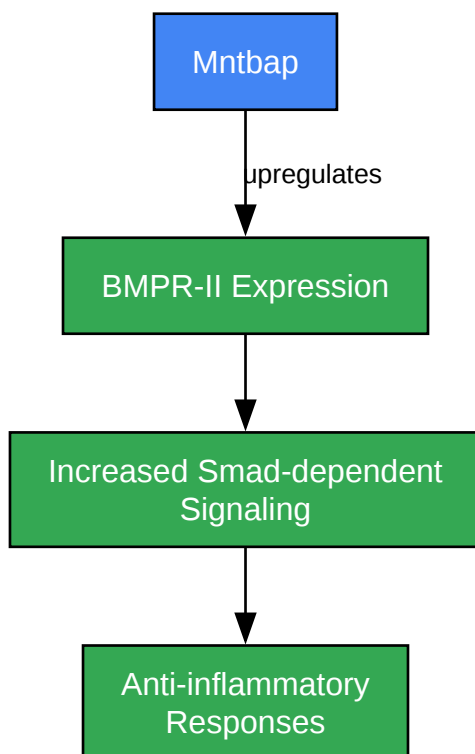 Mntbap
upregulates
BMPR-II Expression
Increased Smad-dependent
Signaling
Anti-inflammatory
Responses